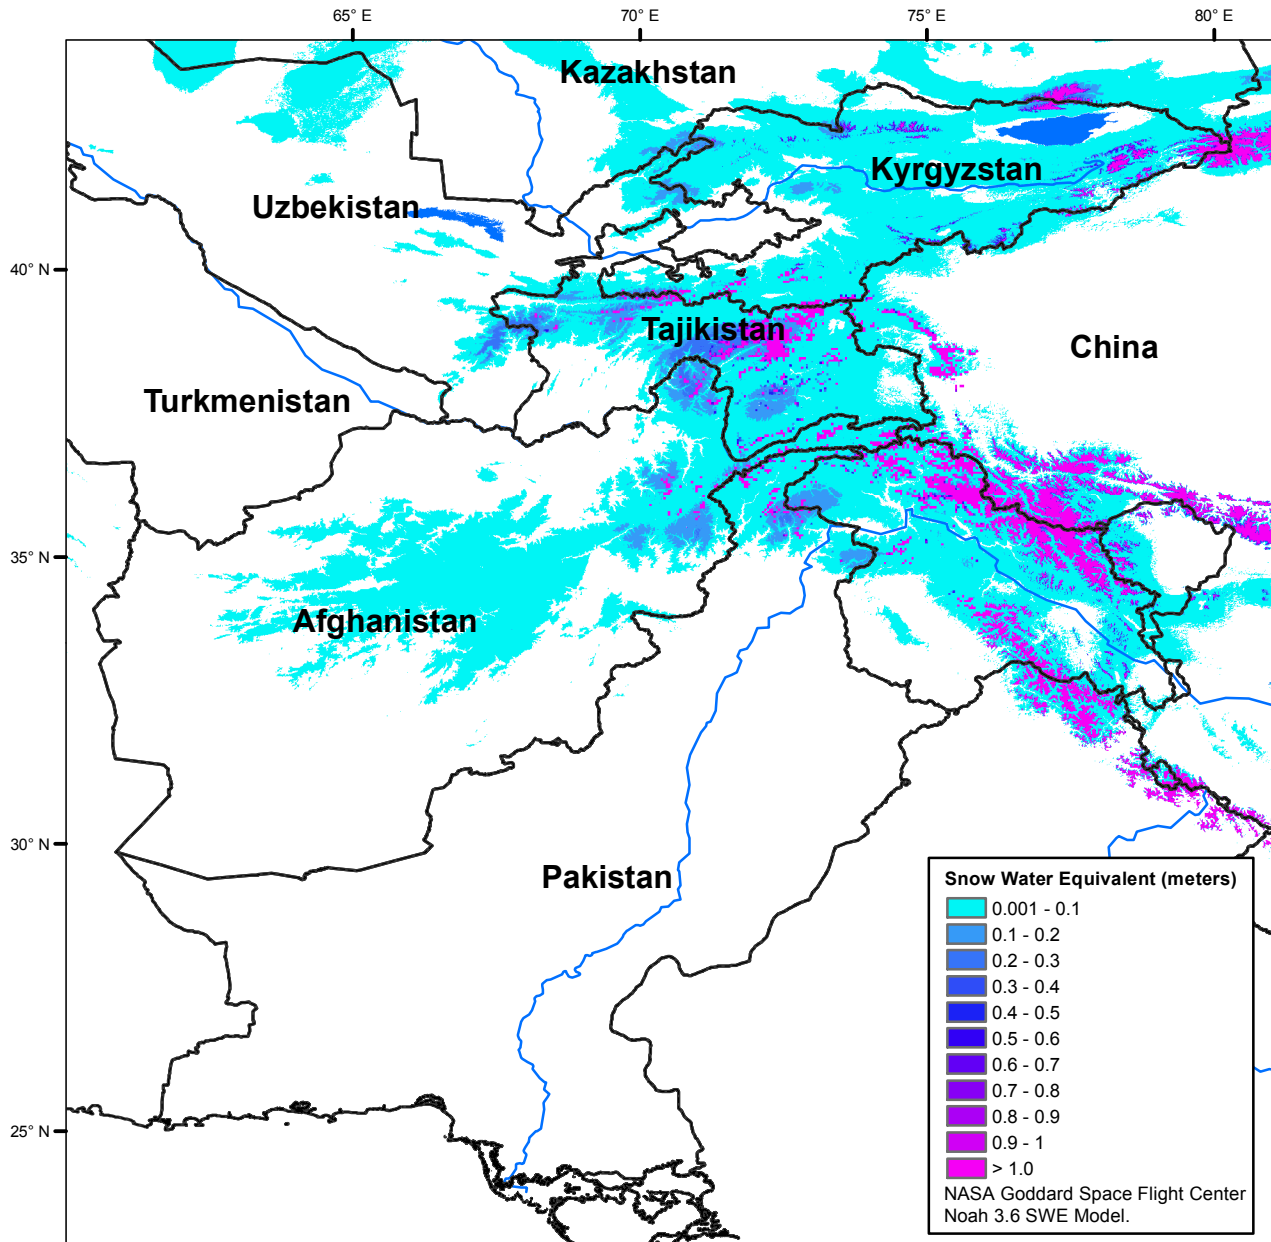 65° E
70° E
75° E
80° E
Kazakhstan
Kyrgyzstan
Uzbekistan
40° N
Tajikistan
China
Turkmenistan
35° N
Afghanistan
30° N
Pakistan
25° N
Snow Water Equivalent (meters)
0.001 - 0.1
0.1 - 0.2
0.2 - 0.3
0.3 - 0.4
0.4 - 0.5
0.5 - 0.6
0.6 - 0.7
0.7 - 0.8
0.8 - 0.9
0.9 - 1
> 1.0
NASA Goddard Space Flight Center
Noah 3.6 SWE Model.